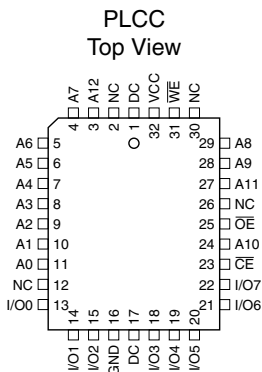 PLCC
Top View
A7
A12
NC
DC
VCC
WE
NC
4
3
2
1
32
31
30
A6 5
A5 6
A4 7
A3 8
A2 9
A1 10
A0 11
NC 12
I/O0 13
29 A8
28 A9
27 A11
26 NC
25 OE
24 A10
23 CE
22 I/O7
21 I/O6
14
15
16
17
18
19
20
I/O1
I/O2
GND
DC
I/O3
I/O4
I/O5